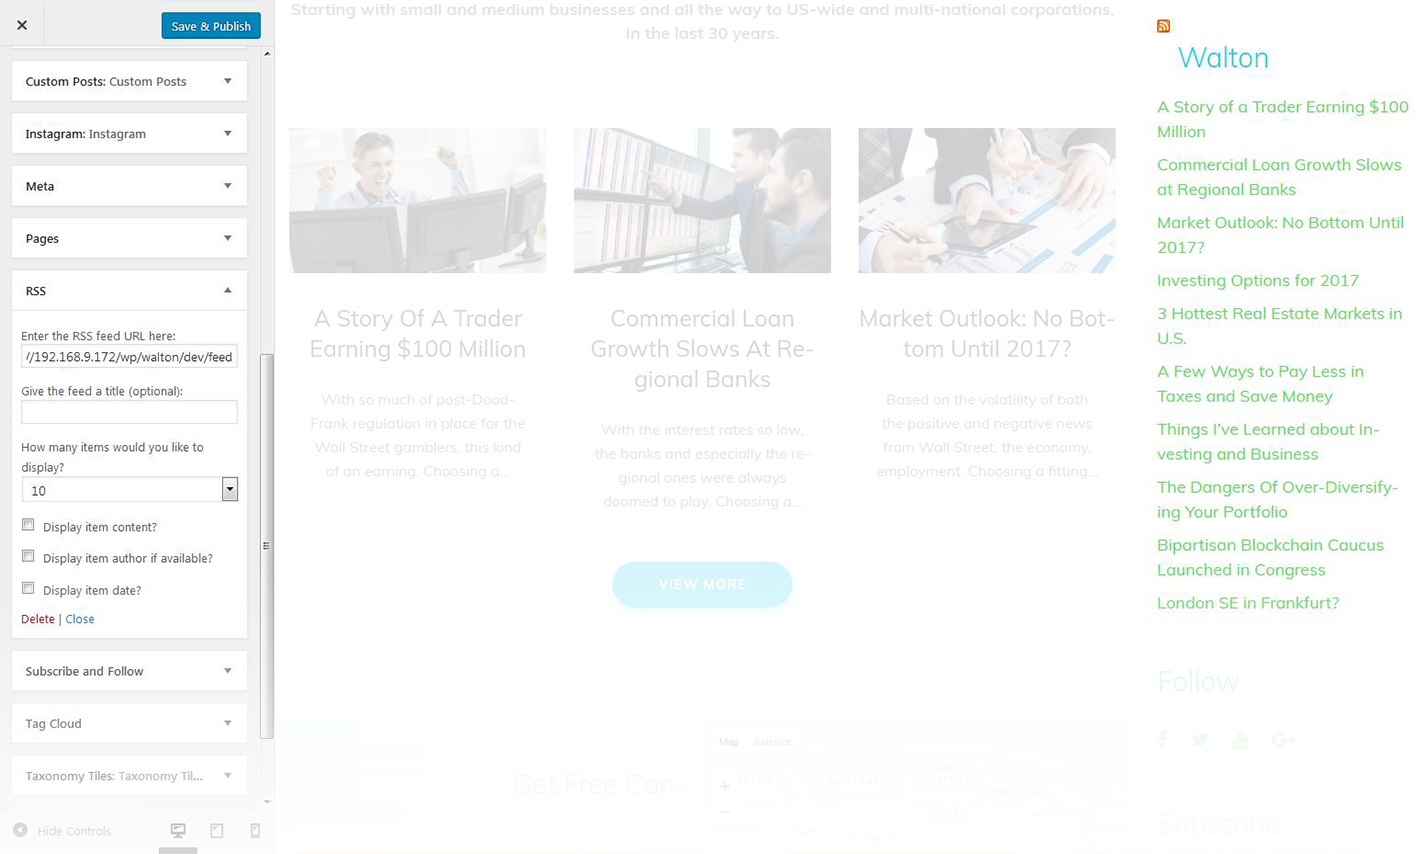 Save & Publish
Custom Posts: Custom Posts
Instagram: Instagram
Meta
Pages
RSS
Enter the RSS feed URL here:
//192.168.9.172/wp/walton/dev/feed
Give the feed a title (optional):
How many items would you like to
display?
10
Display item content?
Display item author if available?
Display item date?
Delete | Close
Subscribe and Follow
Tag Cloud
Taxonomy Tiles: Taxonomy Til...
Hide Controls
Starting with small and medium businesses and all the way to US-wide and multi-national corporations,
in the last 30 years.
A Story Of A Trader
Earning $100 Million
With so much of post-Dood-
Frank regulation in place for the
Wall Street gamblers, this kind
of an earning. Choosing a...
Commercial Loan
Growth Slows At Re-
gional Banks
With the interest rates so low,
the banks and especially the re-
gional ones were always
doomed to play. Choosing a...
Market Outlook: No Bot-
tom Until 2017?
Based on the volatility of both
the positive and negative news
from Wall Street, the economy,
employment. Choosing a fitting...
VIEW MORE
Get Free Con-
Map
Satellite
MONTANA
NORTH
DAKOTA
MINNESOTA
SOUTH
DAKOTA
Walton
A Story of a Trader Earning $100
Million
Commercial Loan Growth Slows
at Regional Banks
Market Outlook: No Bottom Until
2017?
Investing Options for 2017
3 Hottest Real Estate Markets in
U.S.
A Few Ways to Pay Less in
Taxes and Save Money
Things I've Learned about In-
vesting and Business
The Dangers Of Over-Diversify-
ing Your Portfolio
Bipartisan Blockchain Caucus
Launched in Congress
London SE in Frankfurt?
Follow
Subscribe